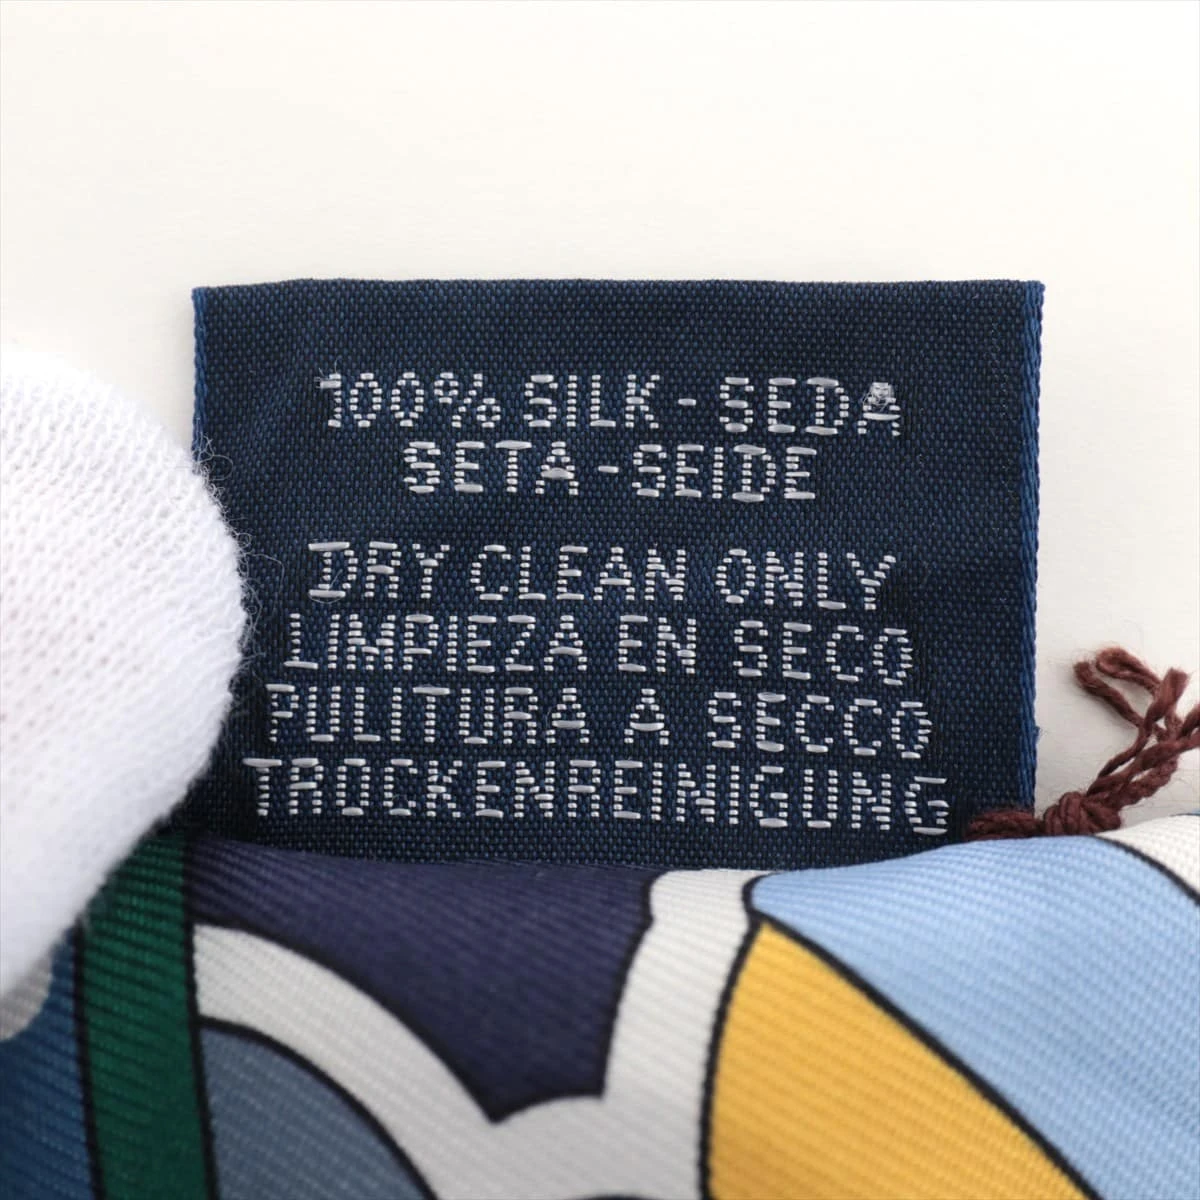 100% SILK - SEDA
SETA - SEIDE
DRY CLEAN ONLY
LIMPIEZA EN SECO
PULITURA A SECCO
TROCKENREINIGUNG